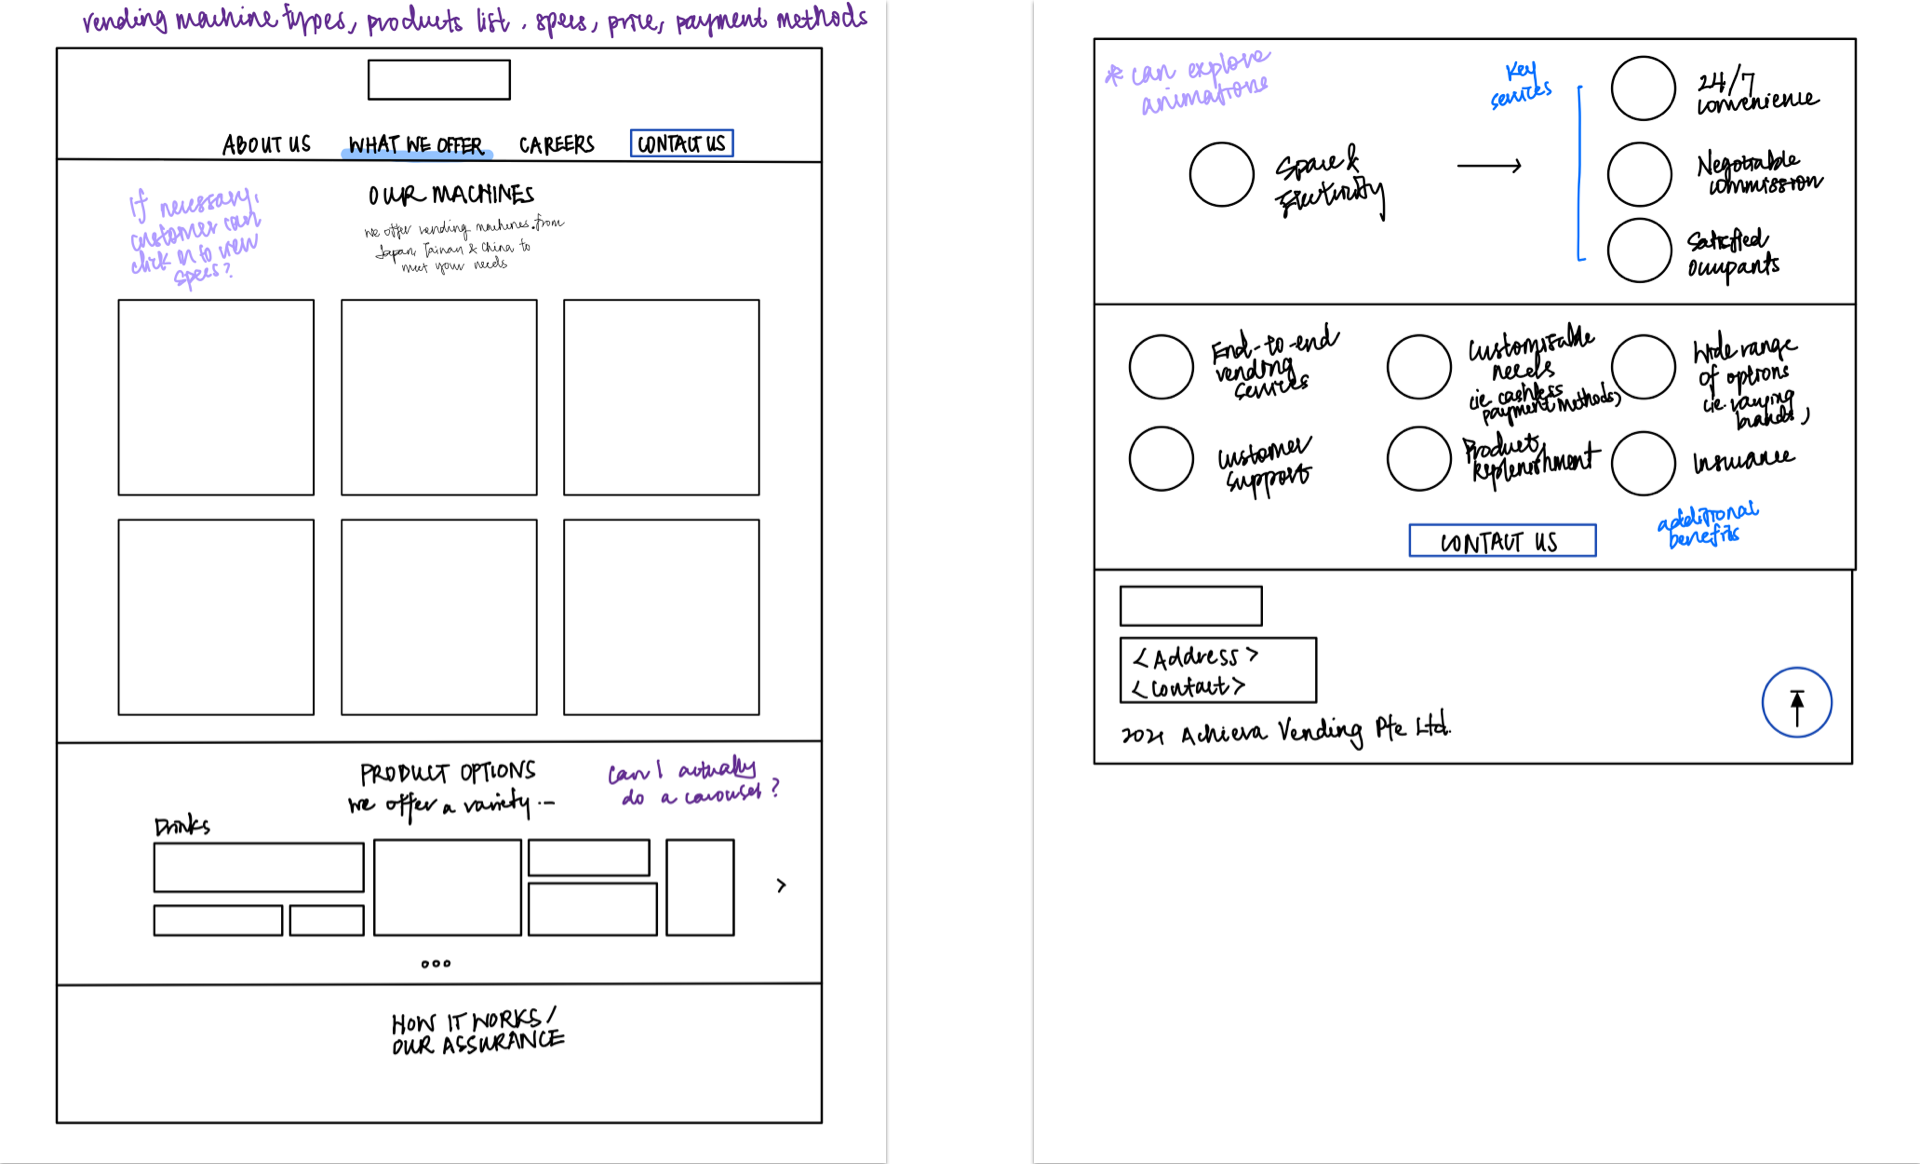 vending machine types, products list. specs, price, payment methods
ABOUT US WHAT WE OFFER CAREERS CONTACT US
If necessary,
customer can
click in to view
specs?
OUR MACHINES
we offer vending machines from
Japan, Taiwan & China to
meet your needs
PRODUCT OPTIONS
we offer a variety...
can I actually
do a carousel?
Drinks
>
HOW IT WORKS/
OUR ASSURANCE
* can explore
animations
Space &
Electricity
Key
services
24/7
convenience
Negotiable
commission
Satisfied
occupants
End-to-end
vending
services
Customisable
needs
(ie. cashless
payment methods)
Wide range
of options
(ie. varying
brands)
Customer
support
Product
Replenishment
Insurance
additional
benefits
CONTACT US
<Address>
<Contact>
2021 Achieva Vending Pte Ltd.